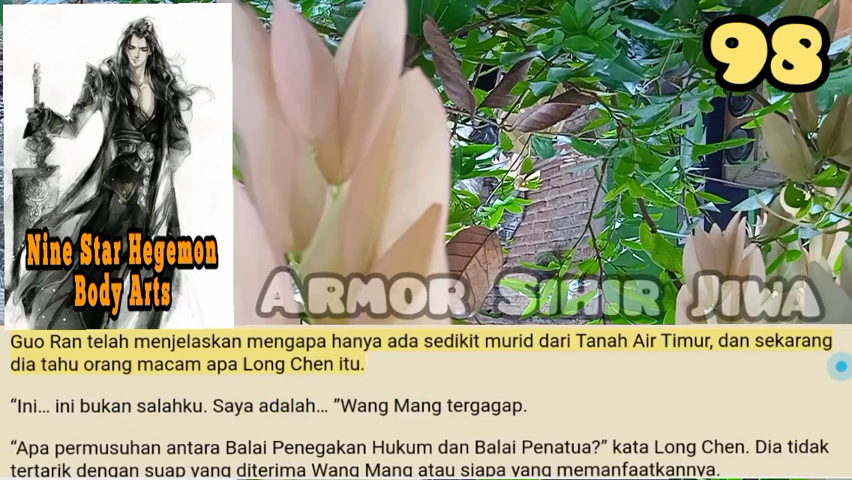 98
Nine Star Hegemon
Body Arts
Armor Sihir Jiwa
Guo Ran telah menjelaskan mengapa hanya ada sedikit murid dari Tanah Air Timur, dan sekarang
dia tahu orang macam apa Long Chen itu.
“Ini… ini bukan salahku. Saya adalah… ”Wang Mang tergagap.
“Apa permusuhan antara Balai Penegakan Hukum dan Balai Penatua?” kata Long Chen. Dia tidak
tertarik dengan suap yang diterima Wang Mang atau siapa yang memanfaatkannya.